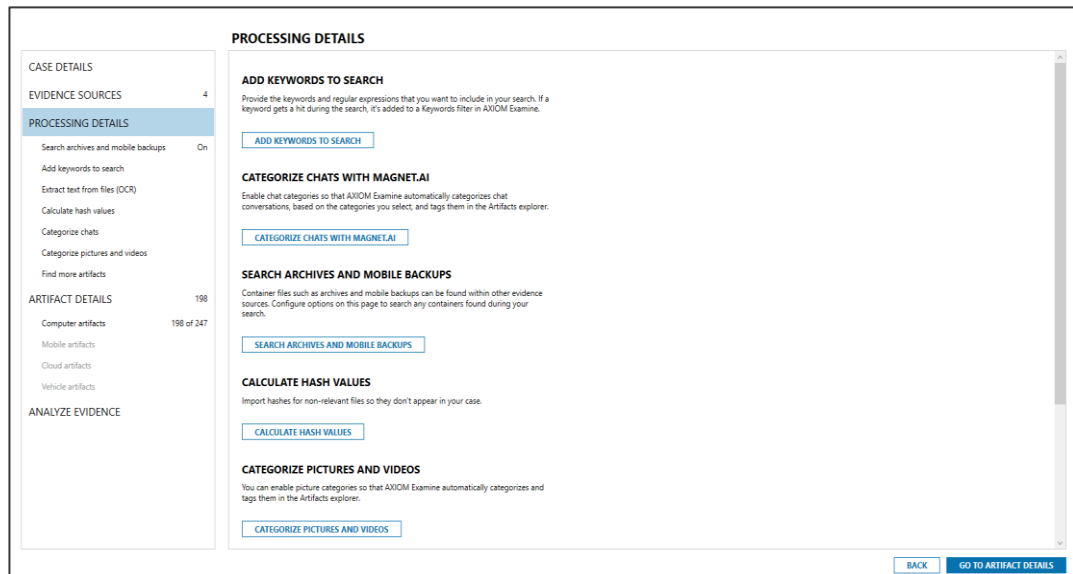 PROCESSING DETAILS
CASE DETAILS
EVIDENCE SOURCES 4
PROCESSING DETAILS
Search archives and mobile backups On
Add keywords to search
Extract text from files (OCR)
Calculate hash values
Categorize chats
Categorize pictures and videos
Find more artifacts
ARTIFACT DETAILS 198
Computer artifacts 198 of 247
Mobile artifacts
Cloud artifacts
Vehicle artifacts
ANALYZE EVIDENCE
ADD KEYWORDS TO SEARCH
Provide the keywords and regular expressions that you want to include in your search. If a
keyword gets a hit during the search, it's added to a Keywords filter in AXIOM Examine.
ADD KEYWORDS TO SEARCH
CATEGORIZE CHATS WITH MAGNET.AI
Enable chat categories so that AXIOM Examine automatically categorizes chat
conversations, based on the categories you select, and tags them in the Artifacts explorer.
CATEGORIZE CHATS WITH MAGNET.AI
SEARCH ARCHIVES AND MOBILE BACKUPS
Container files such as archives and mobile backups can be found within other evidence
sources. Configure options on this page to search any containers found during your
search.
SEARCH ARCHIVES AND MOBILE BACKUPS
CALCULATE HASH VALUES
Import hashes for non-relevant files so they don't appear in your case.
CALCULATE HASH VALUES
CATEGORIZE PICTURES AND VIDEOS
You can enable picture categories so that AXIOM Examine automatically categorizes and
tags them in the Artifacts explorer.
CATEGORIZE PICTURES AND VIDEOS
BACK
GO TO ARTIFACT DETAILS